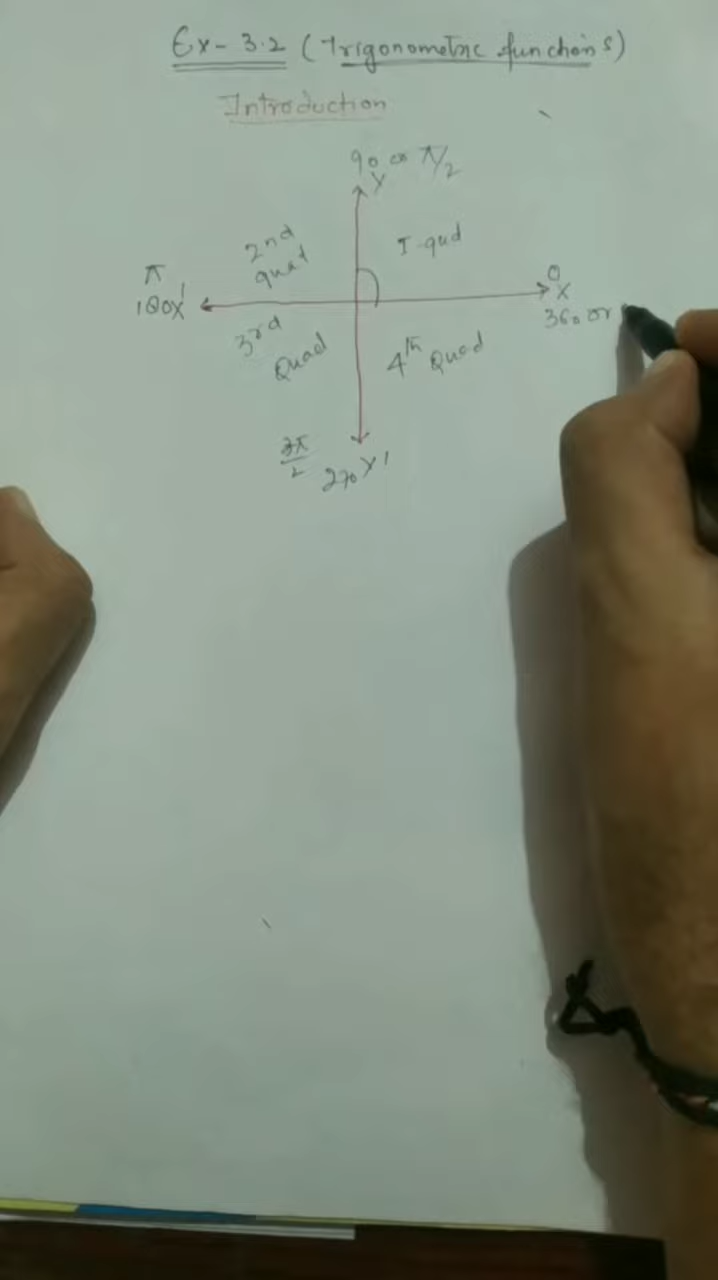 Ex- 3.2 (Trigonometric functions)
Introduction
90 or π/2
Y
2nd
quad
I-quad
π
180X'
0
X
360 or
3rd
Quad
4th Quad
3π/2
270Y'